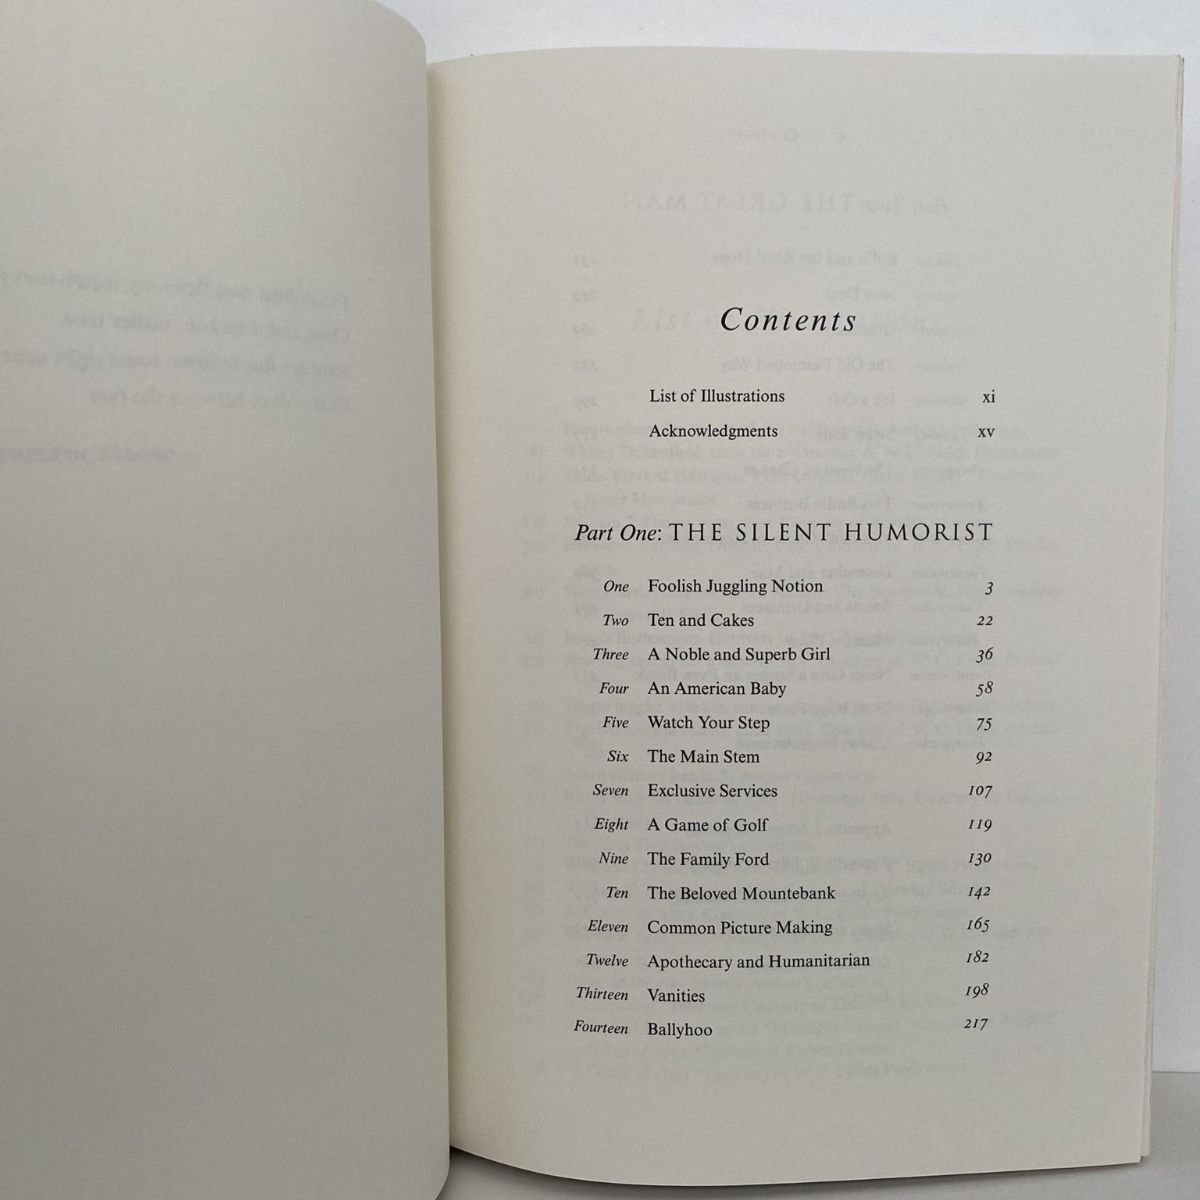 Contents
List of Illustrations xi
Acknowledgments xv
Part One: THE SILENT HUMORIST
One Foolish Juggling Notion 3
Two Ten and Cakes 22
Three A Noble and Superb Girl 36
Four An American Baby 58
Five Watch Your Step 75
Six The Main Stem 92
Seven Exclusive Services 107
Eight A Game of Golf 119
Nine The Family Ford 130
Ten The Beloved Mountebank 142
Eleven Common Picture Making 165
Twelve Apothecary and Humanitarian 182
Thirteen Vanities 198
Fourteen Ballyhoo 217